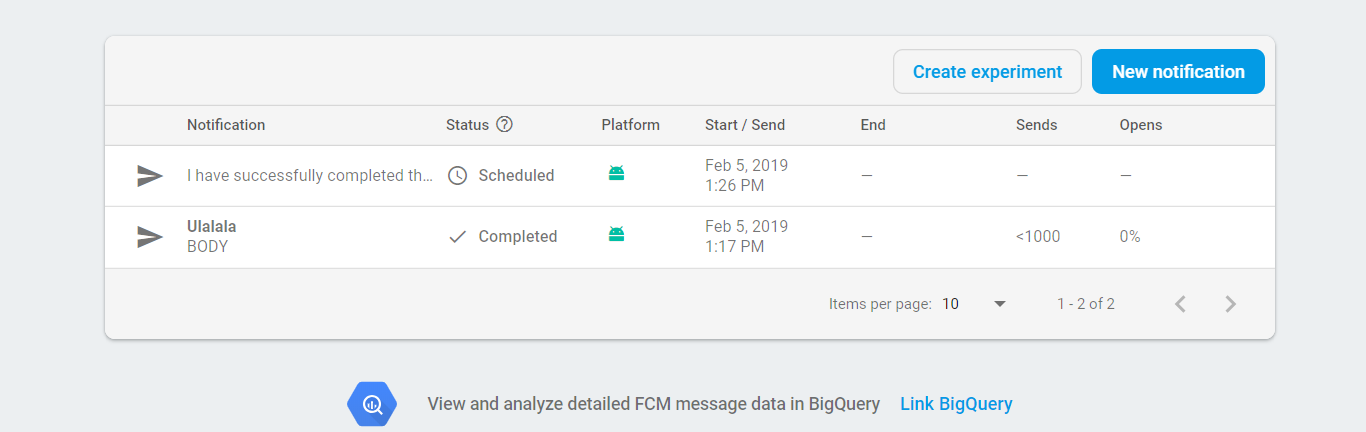 Create experiment New notification
Notification Status Platform Start / Send End Sends Opens
I have successfully completed th... Scheduled Feb 5, 2019 1:26 PM — — —
Ulalala
BODY
Completed Feb 5, 2019 1:17 PM — <1000 0%
Items per page: 10 1 - 2 of 2
View and analyze detailed FCM message data in BigQuery Link BigQuery